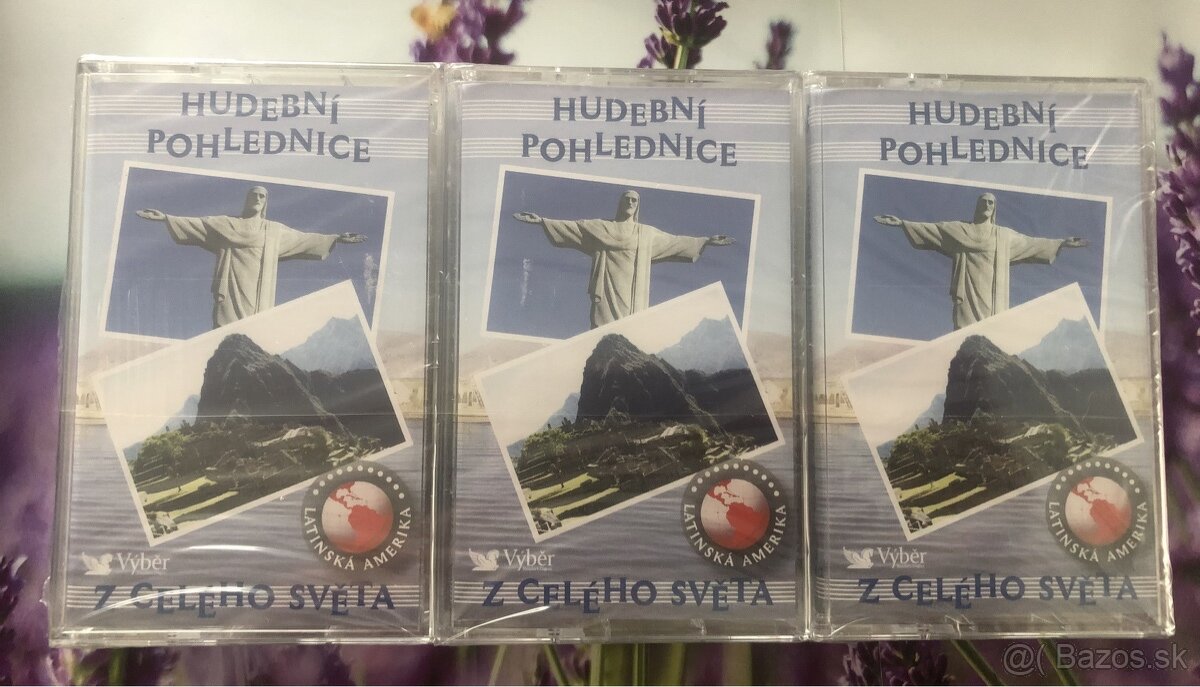 HUDEBNÍ
POHLEDNICE
LATINSKÁ AMERIKA
Výběr
Z CELÉHO SVĚTA
HUDEBNÍ
POHLEDNICE
LATINSKÁ AMERIKA
Výběr
Z CELÉHO SVĚTA
HUDEBNÍ
POHLEDNICE
LATINSKÁ AMERIKA
Výběr
Z CELÉHO SVĚTA
@( Bazos.sk